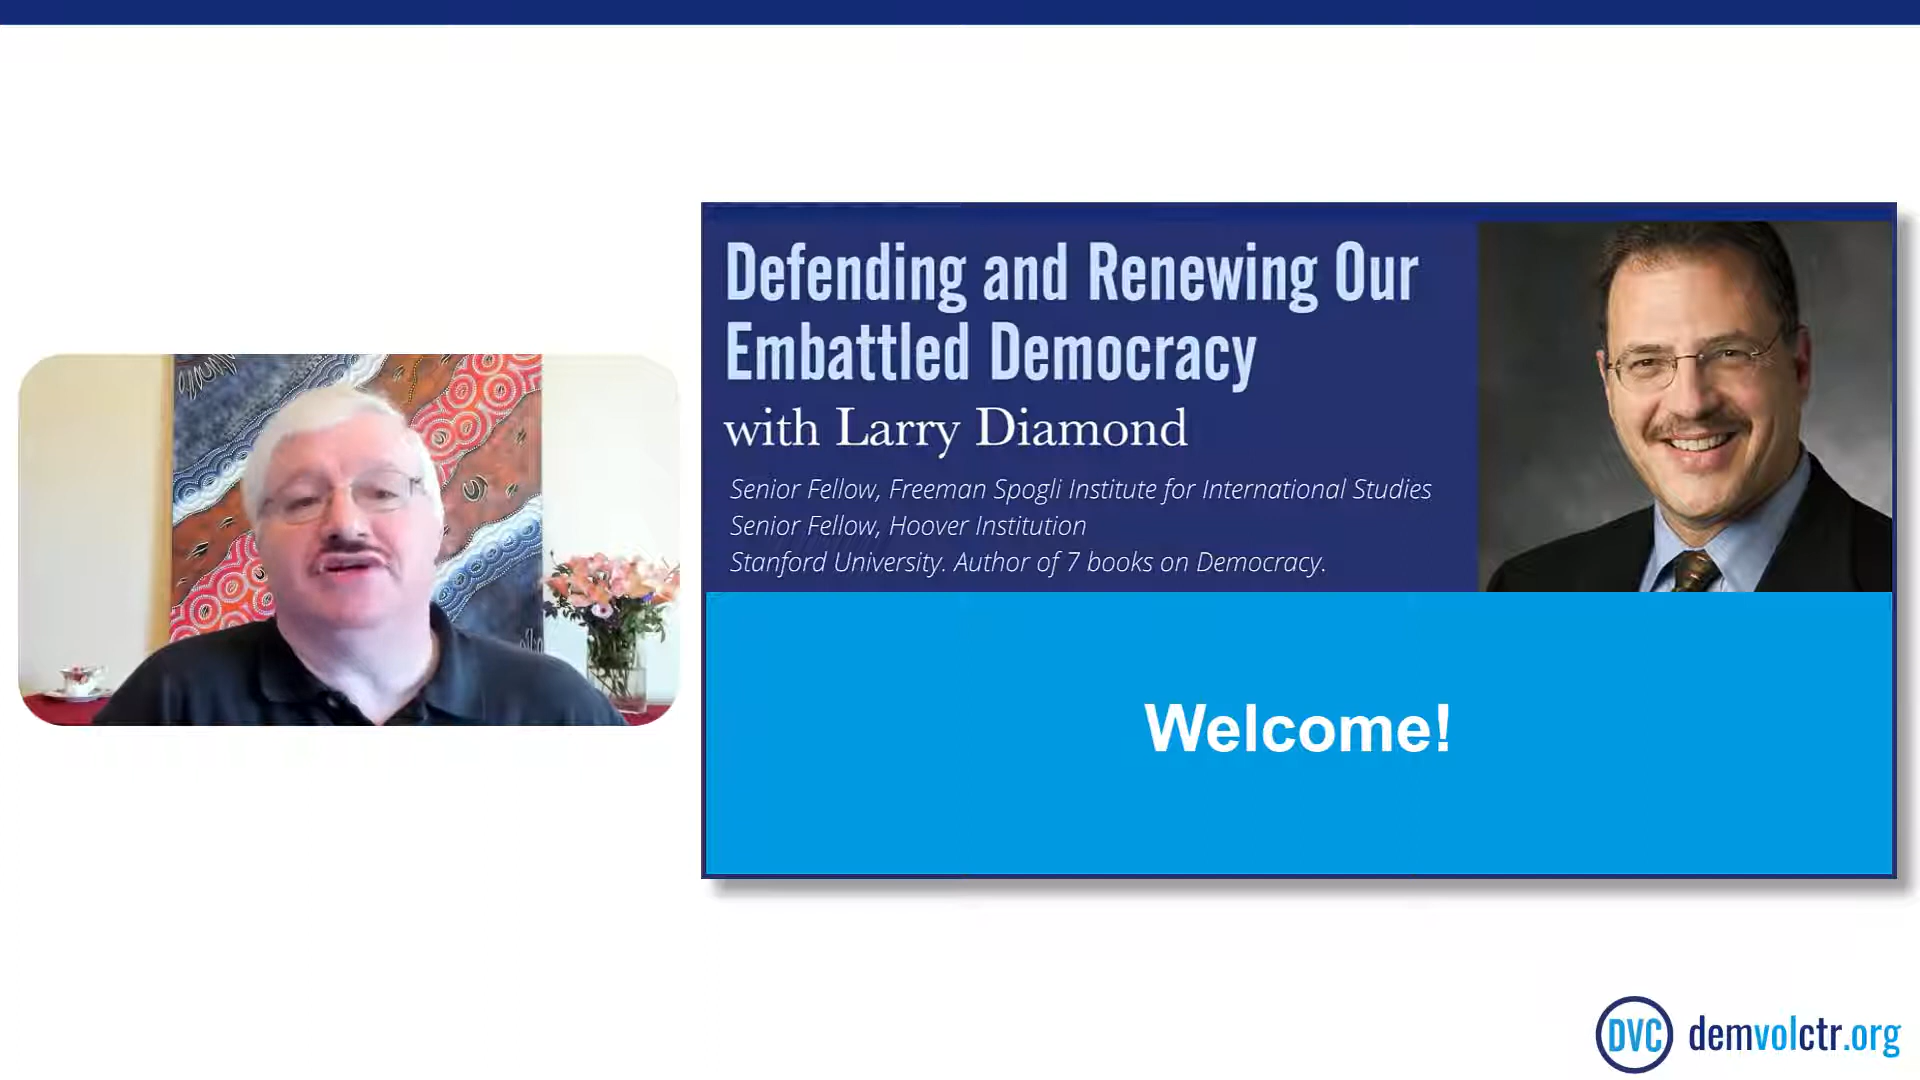 Defending and Renewing Our
Embattled Democracy
with Larry Diamond
Senior Fellow, Freeman Spogli Institute for International Studies
Senior Fellow, Hoover Institution
Stanford University. Author of 7 books on Democracy.
Welcome!
DVC demvolctr.org